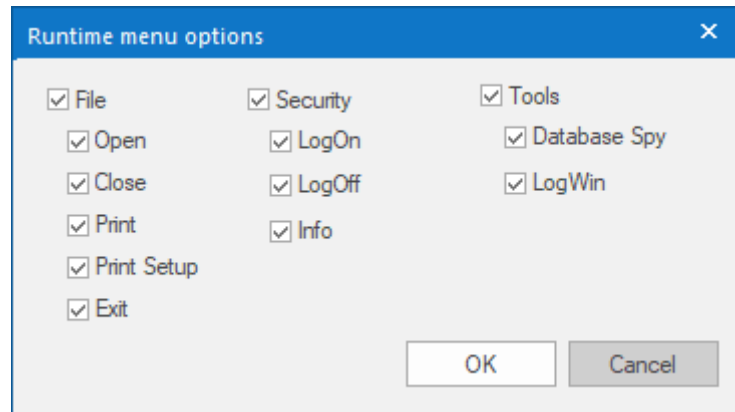 Runtime menu options
File
Open
Close
Print
Print Setup
Exit
Security
LogOn
LogOff
Info
Tools
Database Spy
LogWin
OK
Cancel